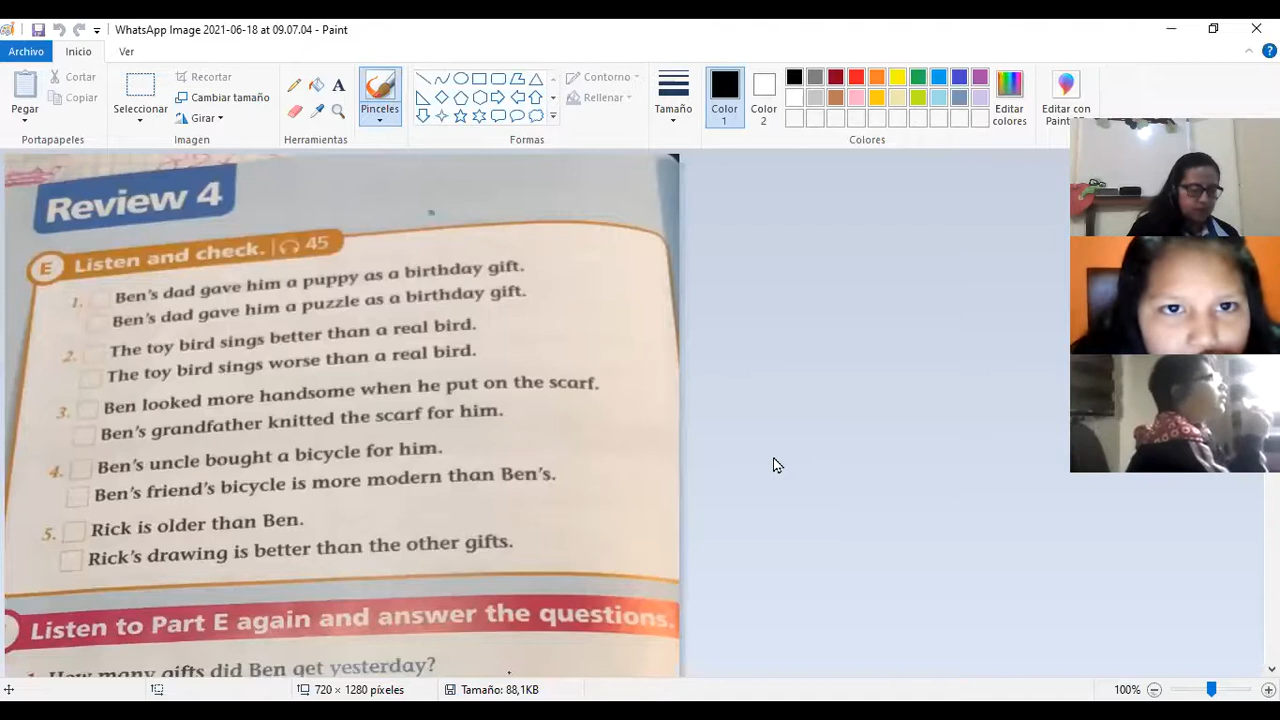 WhatsApp Image 2021-06-18 at 09.07.04 - Paint
Archivo Inicio Ver
Pegar
Cortar
Copiar
Portapapeles
Seleccionar
Recortar
Cambiar tamaño
Girar
Imagen
A
Herramientas
Pinceles
Contorno
Rellenar
Formas
Tamaño
Color 1
Color 2
Editar colores
Colores
Editar con
Review 4
E Listen and check. 45
1. Ben's dad gave him a puppy as a birthday gift.
Ben's dad gave him a puzzle as a birthday gift.
2. The toy bird sings better than a real bird.
The toy bird sings worse than a real bird.
3. Ben looked more handsome when he put on the scarf.
Ben's grandfather knitted the scarf for him.
4. Ben's uncle bought a bicycle for him.
Ben's friend's bicycle is more modern than Ben's.
5. Rick is older than Ben.
Rick's drawing is better than the other gifts.
Listen to Part E again and answer the questions.
How many gifts did Ben get yesterday?
720 × 1280 píxeles
Tamaño: 88,1KB
100%